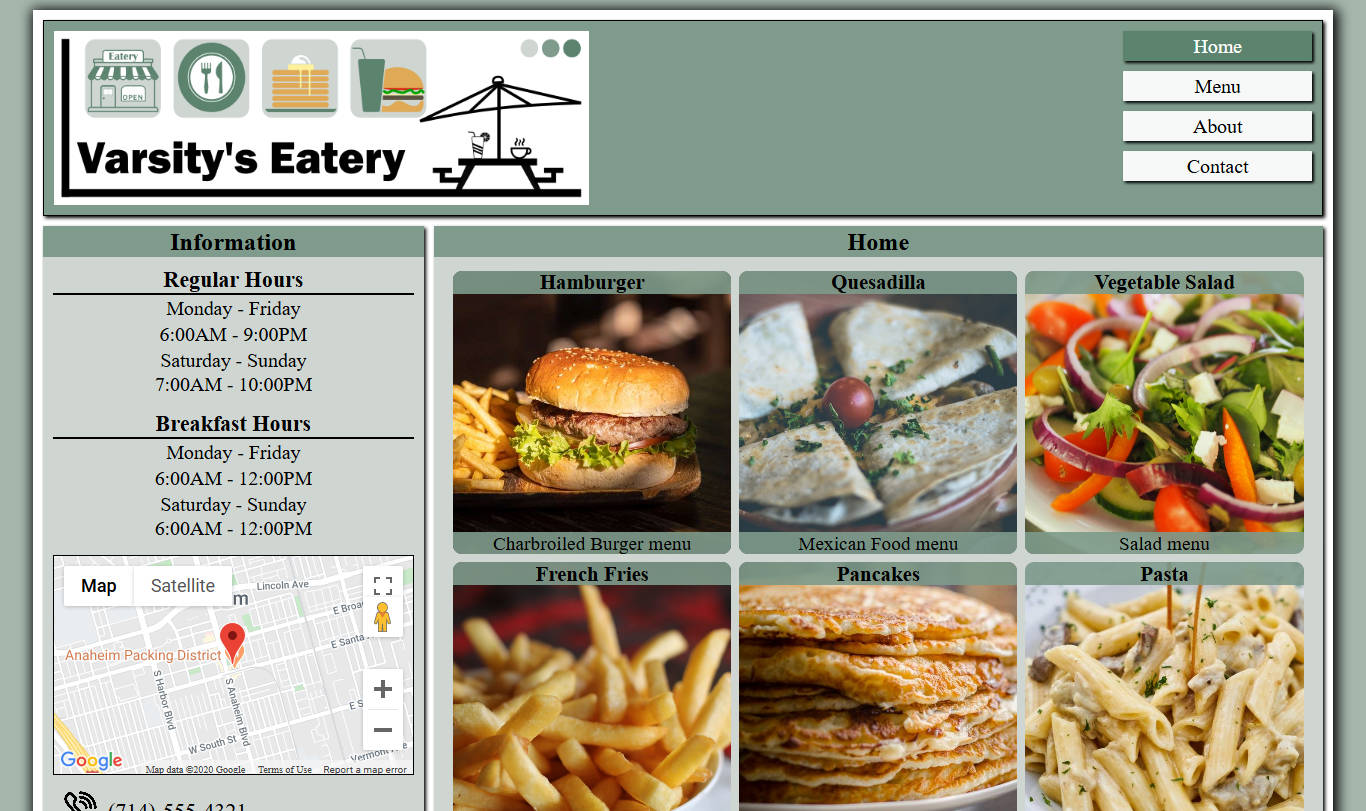 Eatery
OPEN
Varsity's Eatery
Home
Menu
About
Contact
Information
Regular Hours
Monday - Friday
6:00AM - 9:00PM
Saturday - Sunday
7:00AM - 10:00PM
Breakfast Hours
Monday - Friday
6:00AM - 12:00PM
Saturday - Sunday
6:00AM - 12:00PM
Map
Satellite
Lincoln Ave
m
E Broa
E Santa
Anaheim Packing District
S Harbor Blvd
S Anaheim Blvd
E S
W South St
Vermont Ave
Google
Map data ©2020 Google
Terms of Use
Report a map error
(714) 555-4321
Home
Hamburger
Charbroiled Burger menu
Quesadilla
Mexican Food menu
Vegetable Salad
Salad menu
French Fries
Pancakes
Pasta